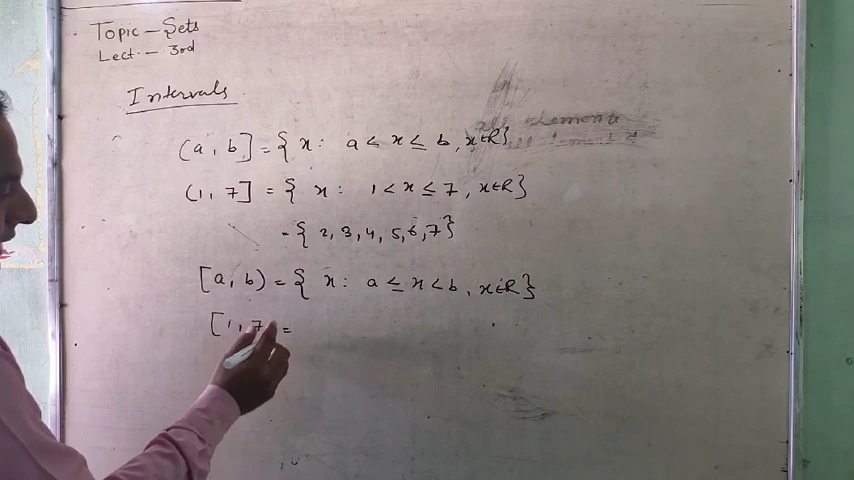 Topic - Sets
Lect. - 3rd
Intervals
(a, b] = { x: a < x ≤ b, x∈R}
(1, 7] = { x: 1 < x ≤ 7, x∈R}
= { 2, 3, 4, 5, 6, 7}
[a, b) = { x: a ≤ x < b, x∈R}
[1, 7 =